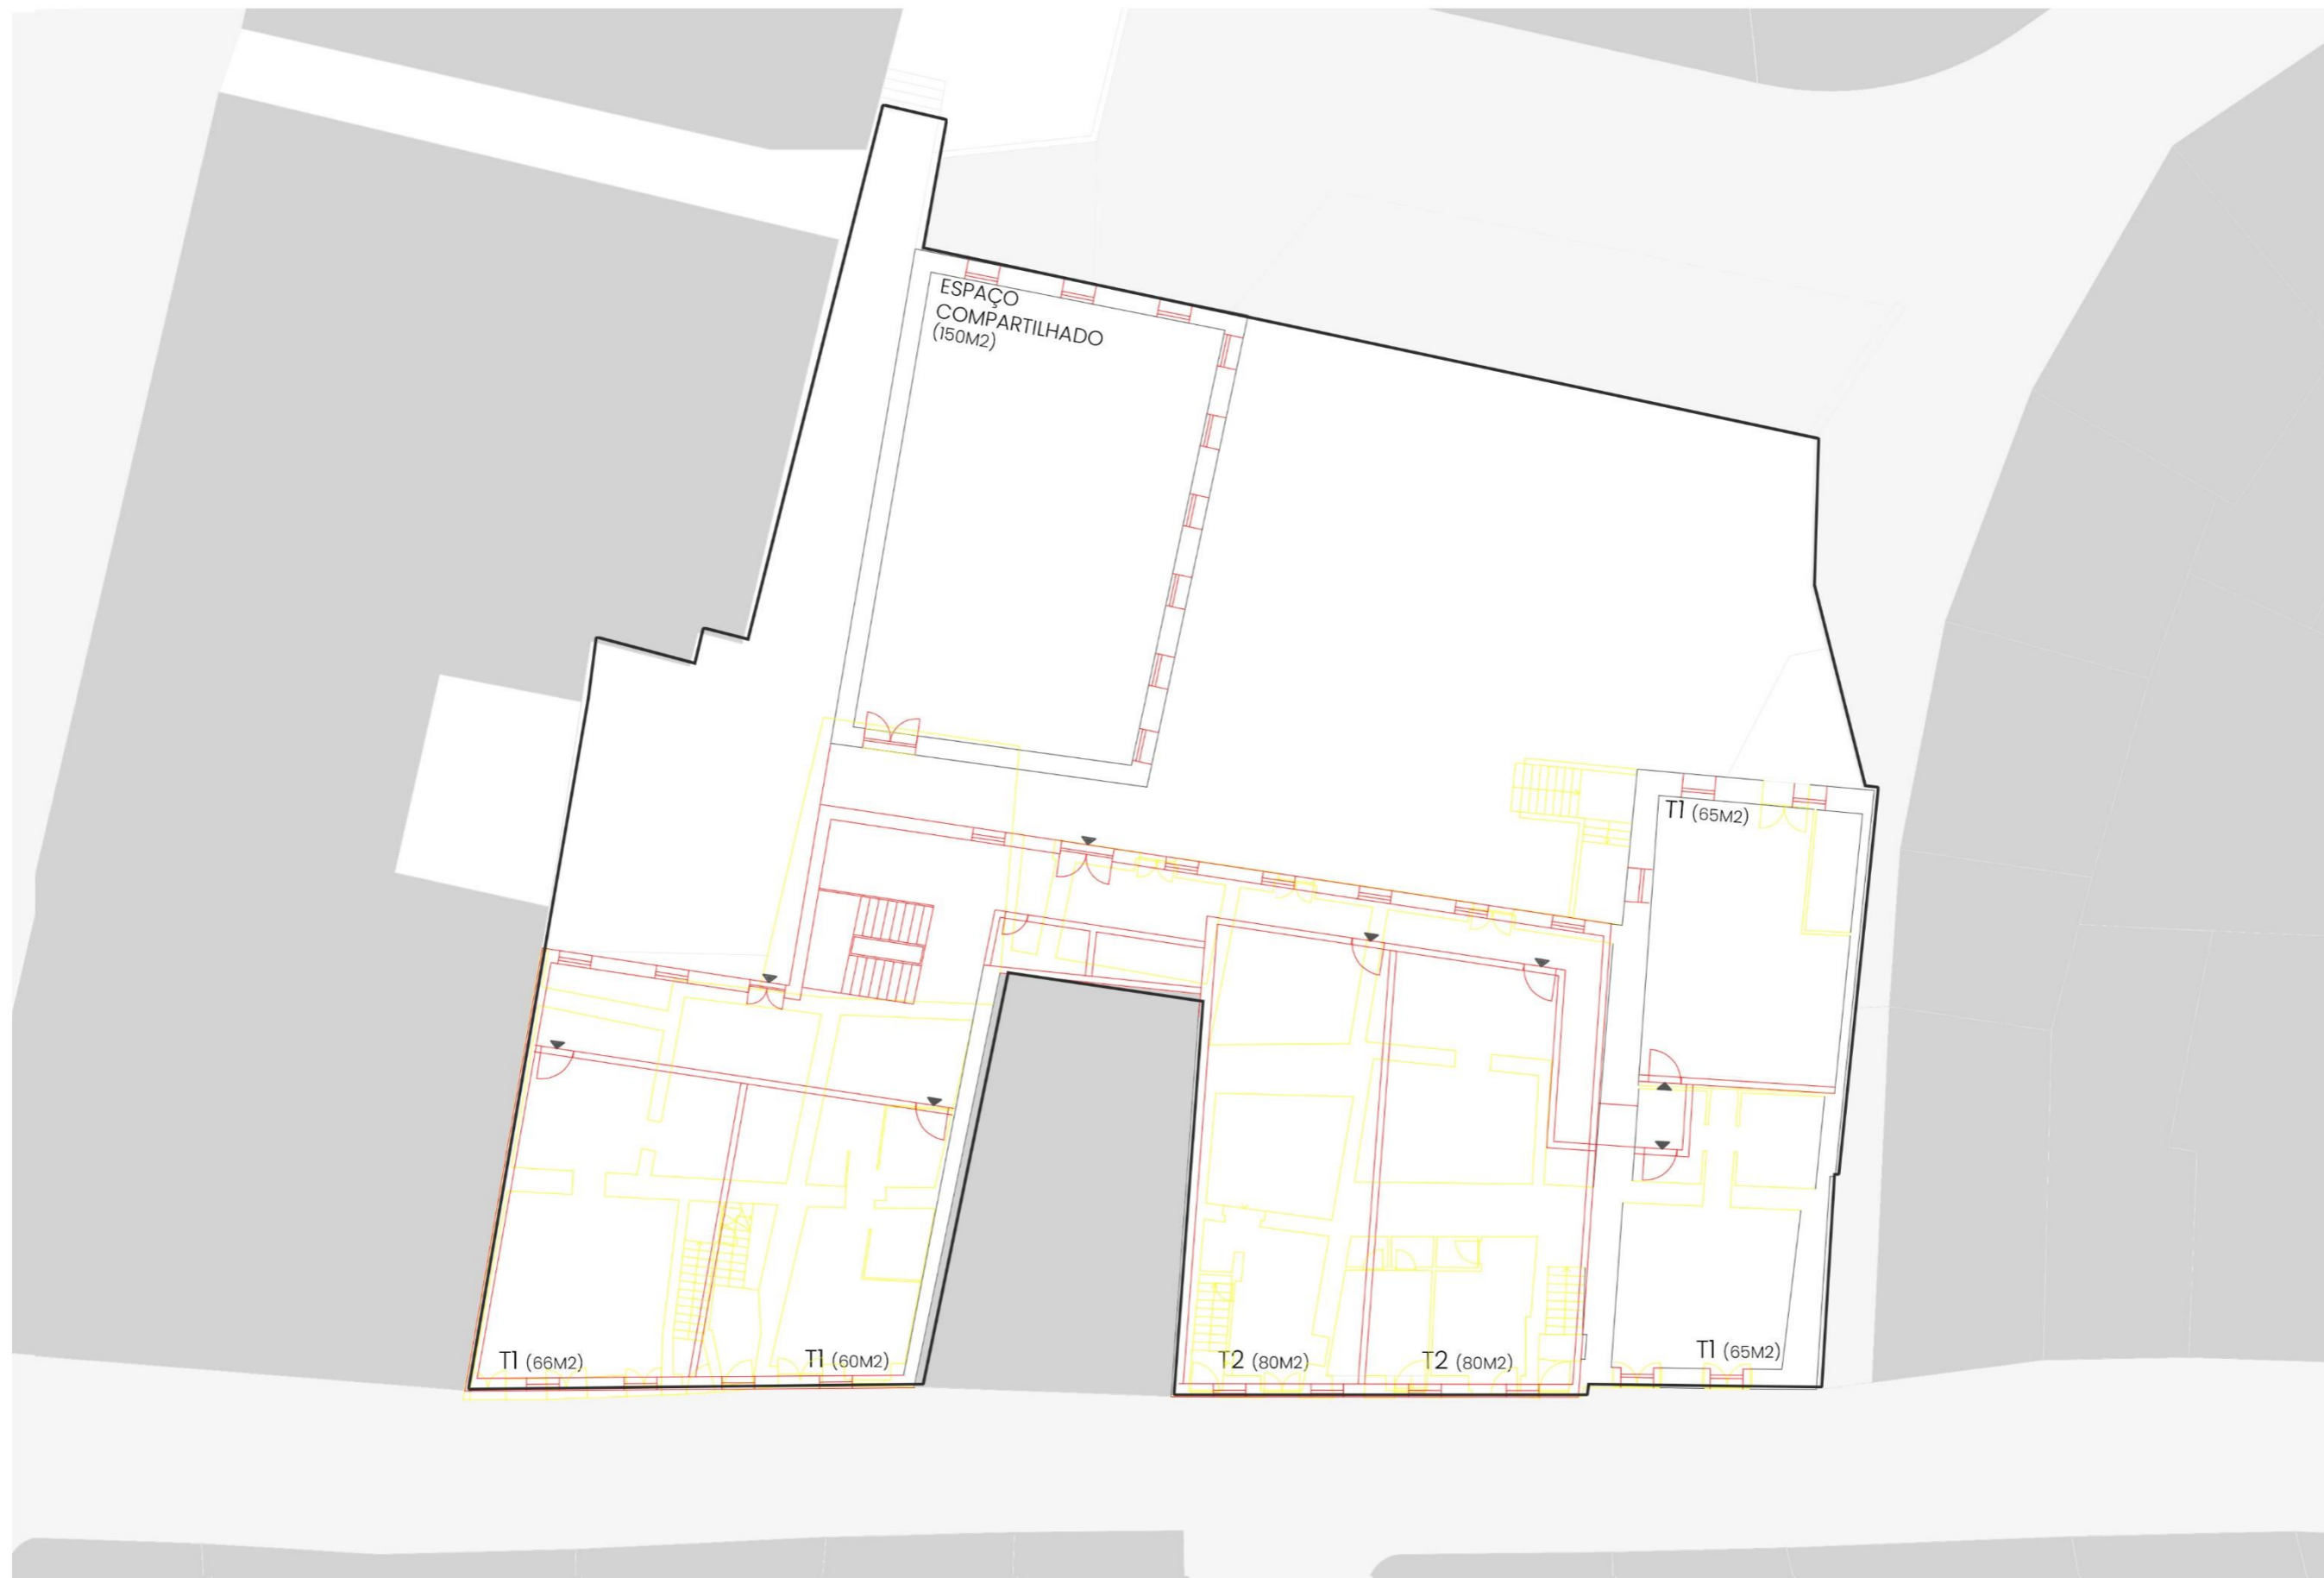 ESPAÇO
COMPARTILHADO
(150M2)
T1 (65M2)
T1 (66M2)
T1 (60M2)
T2 (80M2)
T2 (80M2)
T1 (65M2)